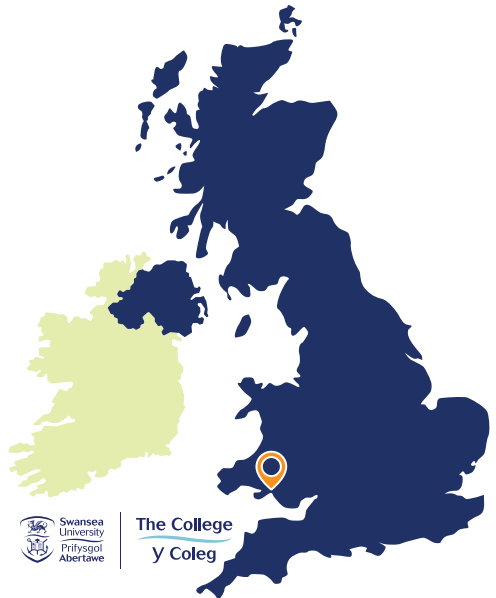 Swansea
University
Prifysgol
Abertawe
The College
Y Coleg